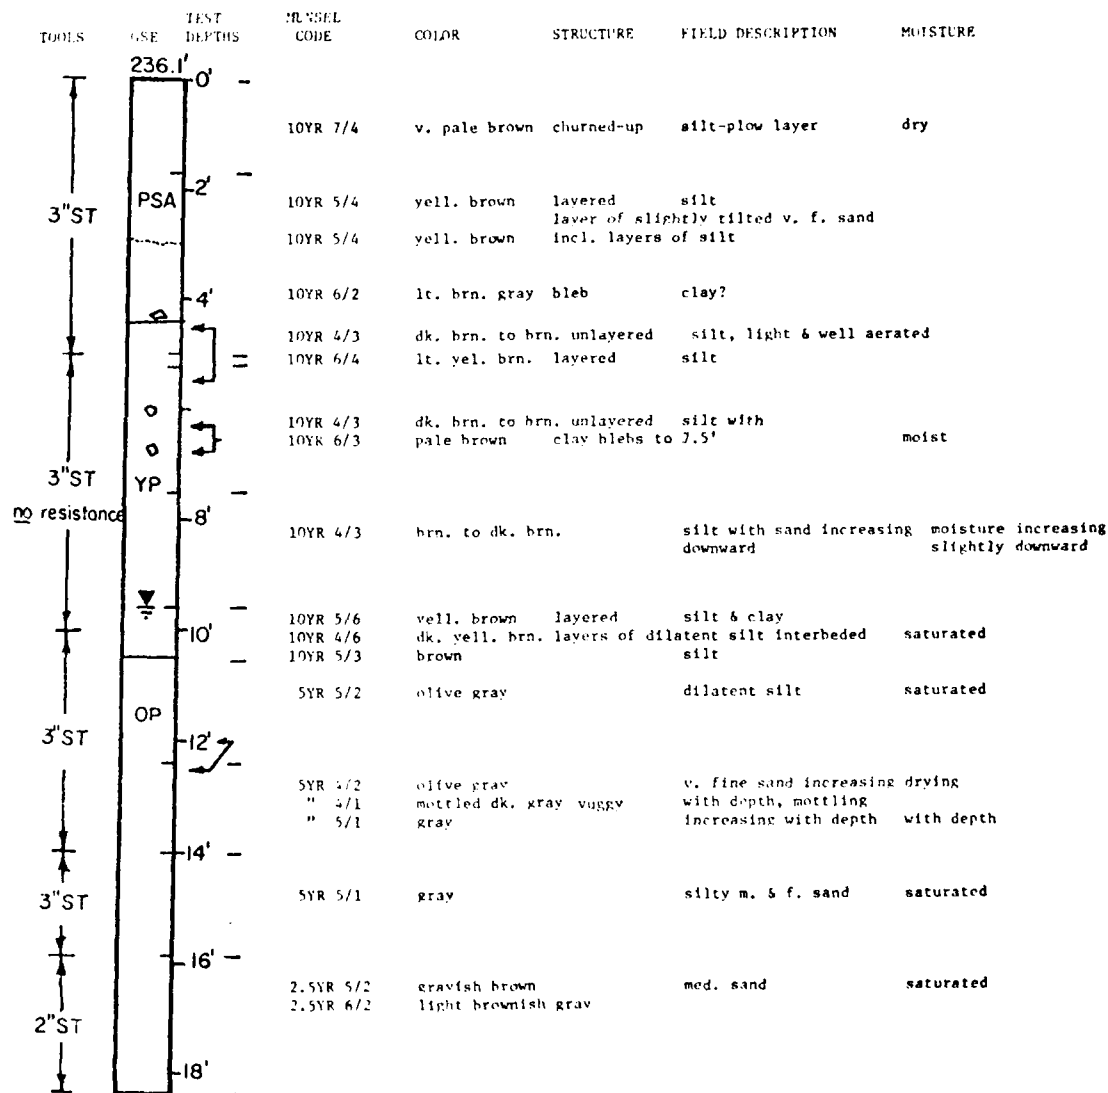 TEST MUNSEL
TOOLS GSE DEPTHS CODE COLOR STRUCTURE FIELD DESCRIPTION MOISTURE
236.1'
0'
10YR 7/4 v. pale brown churned-up silt-plow layer dry
2'
PSA
3"ST
10YR 5/4 yell. brown layered silt
layer of slightly tilted v. f. sand
10YR 5/4 yell. brown incl. layers of silt
4'
10YR 6/2 lt. brn. gray bleb clay?
10YR 4/3 dk. brn. to brn. unlayered silt, light & well aerated
10YR 6/4 lt. yel. brn. layered silt
10YR 4/3 dk. brn. to brn. unlayered silt with
10YR 6/3 pale brown clay blebs to 7.5' moist
3"ST
YP
no resistance
8'
10YR 4/3 brn. to dk. brn. silt with sand increasing moisture increasing
downward slightly downward
10YR 5/6 yell. brown layered silt & clay
10'
10YR 4/6 dk. yell. brn. layers of dilatent silt interbeded saturated
10YR 5/3 brown silt
5YR 5/2 olive gray dilatent silt saturated
OP
3"ST
12'
5YR 4/2 olive gray v. fine sand increasing drying
" 4/1 mottled dk. gray vuggy with depth, mottling
" 5/1 gray increasing with depth with depth
14'
3"ST
5YR 5/1 gray silty m. & f. sand saturated
16'
2.5YR 5/2 grayish brown med. sand saturated
2.5YR 6/2 light brownish gray
2"ST
18'